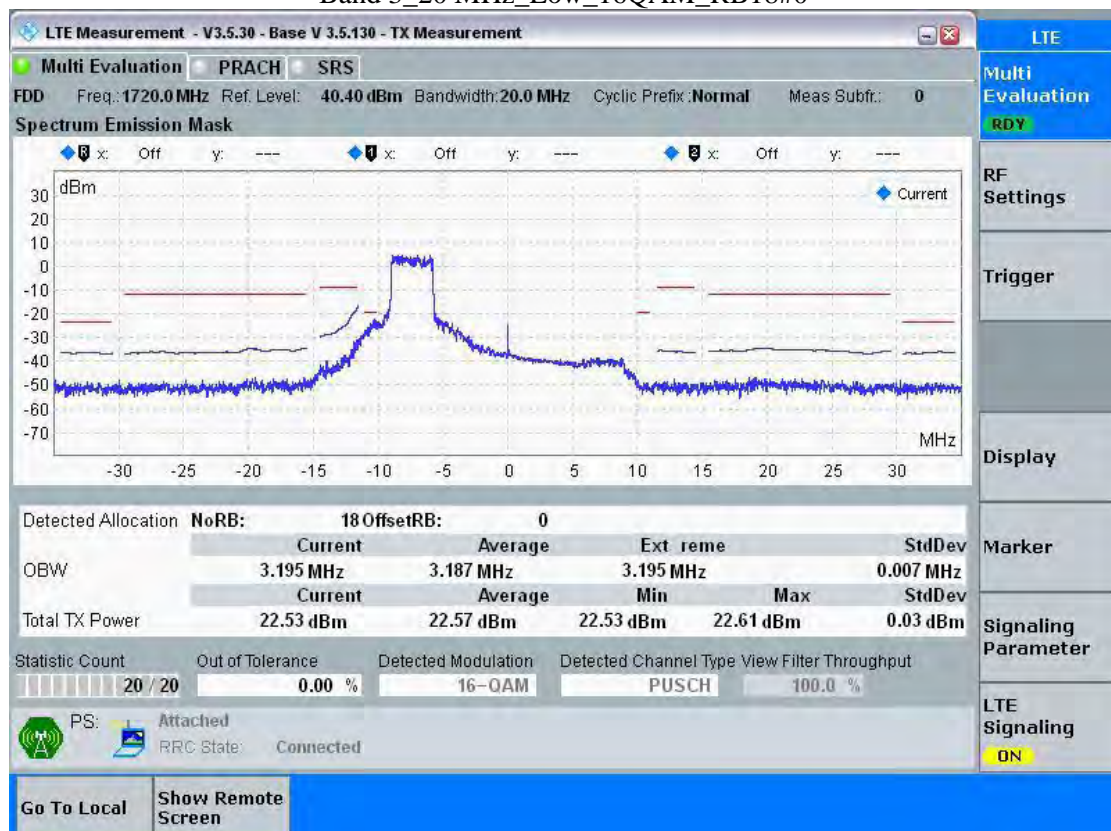 LTE Measurement - V3.5.30 - Base V 3.5.130 - TX Measurement
LTE
Multi Evaluation PRACH SRS
Multi
Evaluation
RDY
FDD Freq.: 1720.0 MHz Ref. Level: 40.40 dBm Bandwidth: 20.0 MHz Cyclic Prefix : Normal Meas Subfr.: 0
Spectrum Emission Mask
R x: Off y: --- 1 x: Off y: --- 2 x: Off y: ---
RF
Settings
dBm
Current
30
20
10
0
-10
-20
-30
-40
-50
-60
-70
MHz
-30 -25 -20 -15 -10 -5 0 5 10 15 20 25 30
Trigger
Display
Detected Allocation NoRB: 18 OffsetRB: 0
Current Average Ext reme StdDev
OBW 3.195 MHz 3.187 MHz 3.195 MHz 0.007 MHz
Current Average Min Max StdDev
Total TX Power 22.53 dBm 22.57 dBm 22.53 dBm 22.61 dBm 0.03 dBm
Marker
Signaling
Parameter
Statistic Count Out of Tolerance Detected Modulation Detected Channel Type View Filter Throughput
20 / 20 0.00 % 16-QAM PUSCH 100.0 %
PS: Attached
RRC State: Connected
LTE
Signaling
ON
Go To Local
Show Remote
Screen